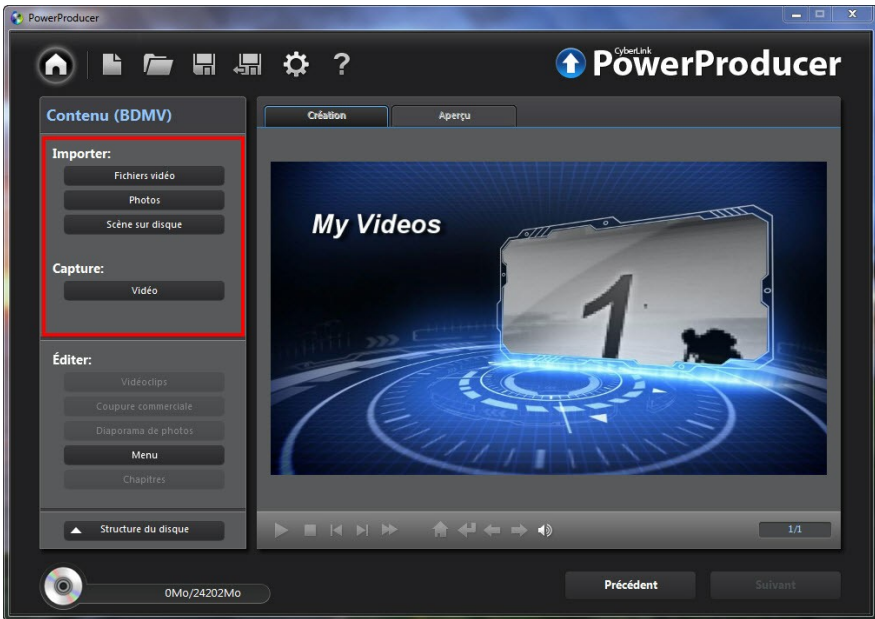 PowerProducer
?
CyberLink
PowerProducer
Contenu (BDMV)
Création
Aperçu
Importer:
Fichiers vidéo
Photos
Scène sur disque
Capture:
Vidéo
My Videos
1
Éditer:
Vidéoclips
Coupure commerciale
Diaporama de photos
Menu
Chapitres
Structure du disque
1/1
0Mo/24202Mo
Précédent
Suivant